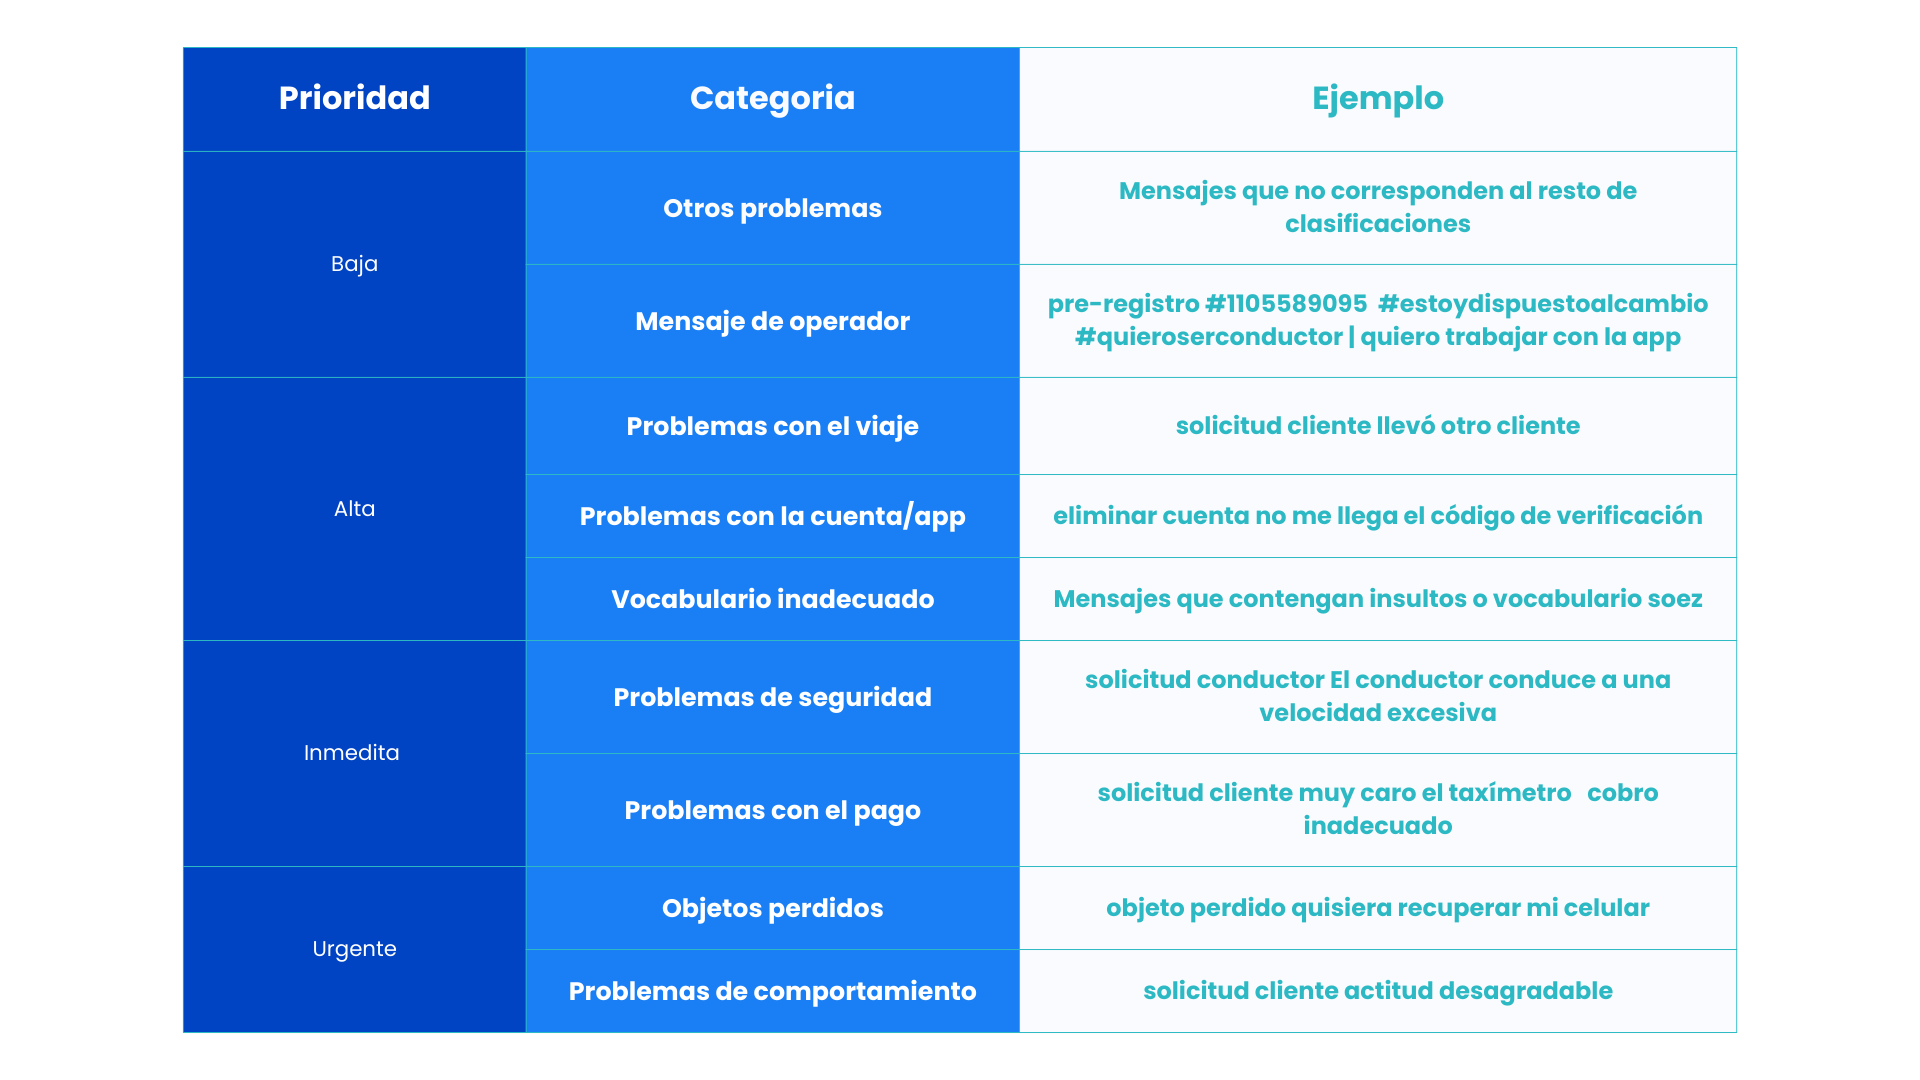 Prioridad
Categoria
Ejemplo
Baja
Otros problemas
Mensajes que no corresponden al resto de
clasificaciones
Mensaje de operador
pre-registro #1105589095 #estoydispuestoalcambio
#quieroserconductor | quiero trabajar con la app
Alta
Problemas con el viaje
solicitud cliente llevó otro cliente
Problemas con la cuenta/app
eliminar cuenta no me llega el código de verificación
Vocabulario inadecuado
Mensajes que contengan insultos o vocabulario soez
Inmedita
Problemas de seguridad
solicitud conductor El conductor conduce a una
velocidad excesiva
Problemas con el pago
solicitud cliente muy caro el taxímetro cobro
inadecuado
Urgente
Objetos perdidos
objeto perdido quisiera recuperar mi celular
Problemas de comportamiento
solicitud cliente actitud desagradable